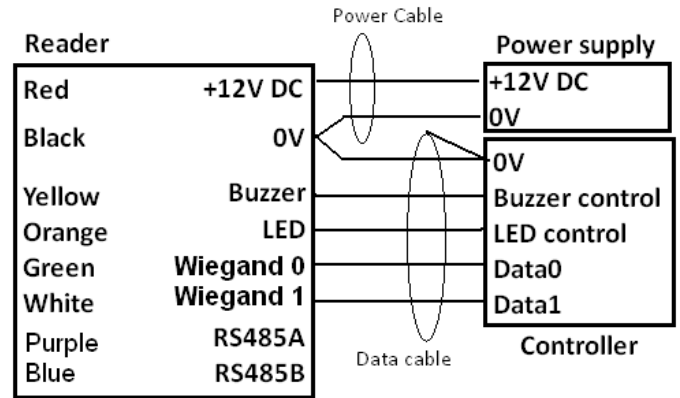 Power Cable
Reader
Power supply
Red +12V DC
+12V DC
0V
Black 0V
0V
Yellow Buzzer
Buzzer control
Orange LED
LED control
Green Wiegand 0
Data0
White Wiegand 1
Data1
Purple RS485A
Blue RS485B
Data cable
Controller